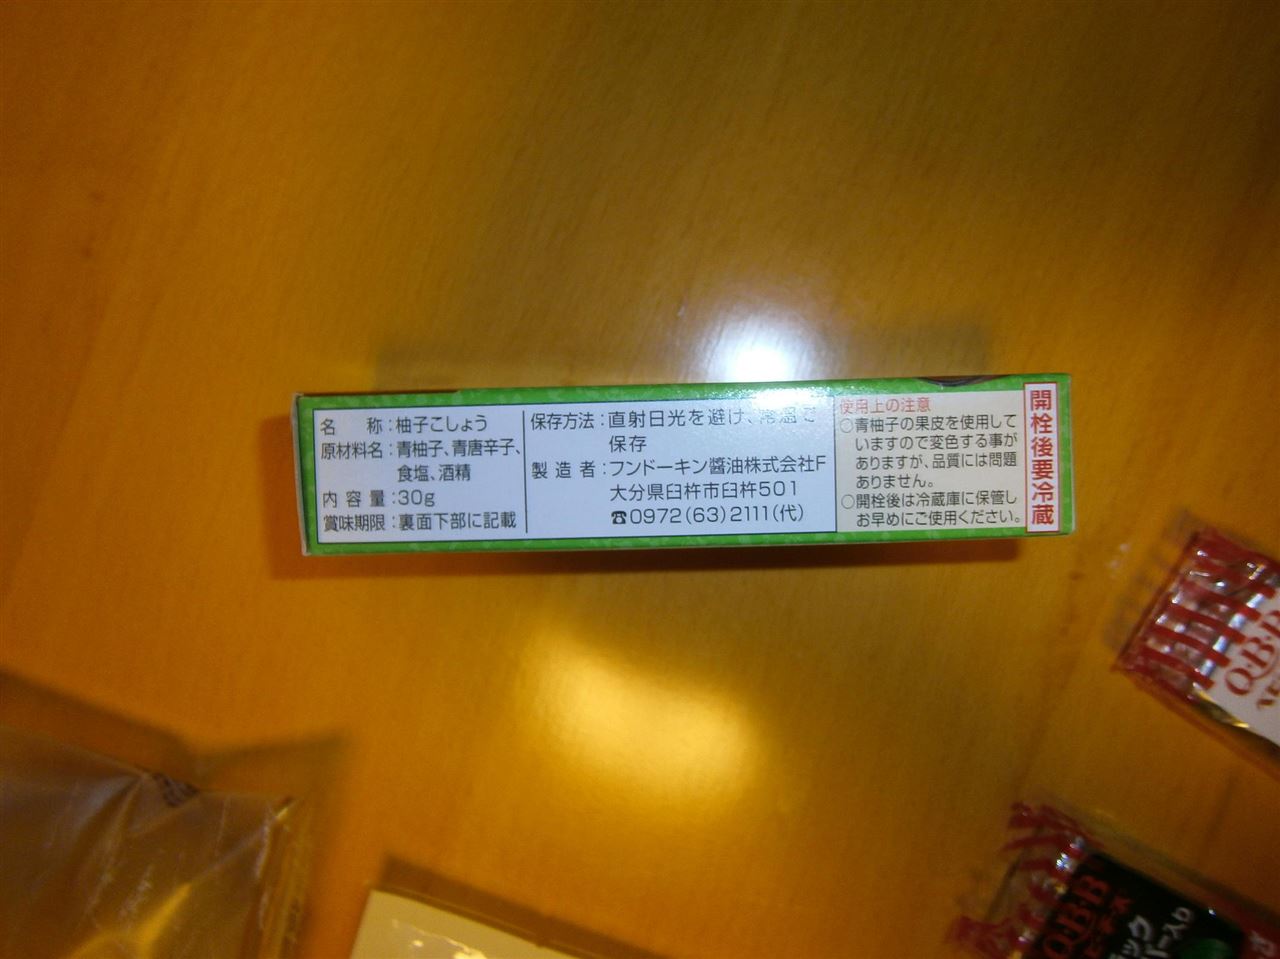 名称:柚子こしょう
原材料名:青柚子、青唐辛子、
食塩、酒精
内容量:30g
賞味期限:裏面下部に記載
保存方法:直射日光を避け、常温で
保存
製造者:フンドーキン醬油株式会社F
大分県臼杵市臼杵501
☎0972(63)2111(代)
使用上の注意
○青柚子の果皮を使用して
いますので変色する事が
ありますが、品質には問題
ありません。
○開栓後は冷蔵庫に保管し
お早めにご使用ください。
開栓後要冷蔵
Q・B・B
Q・B・B